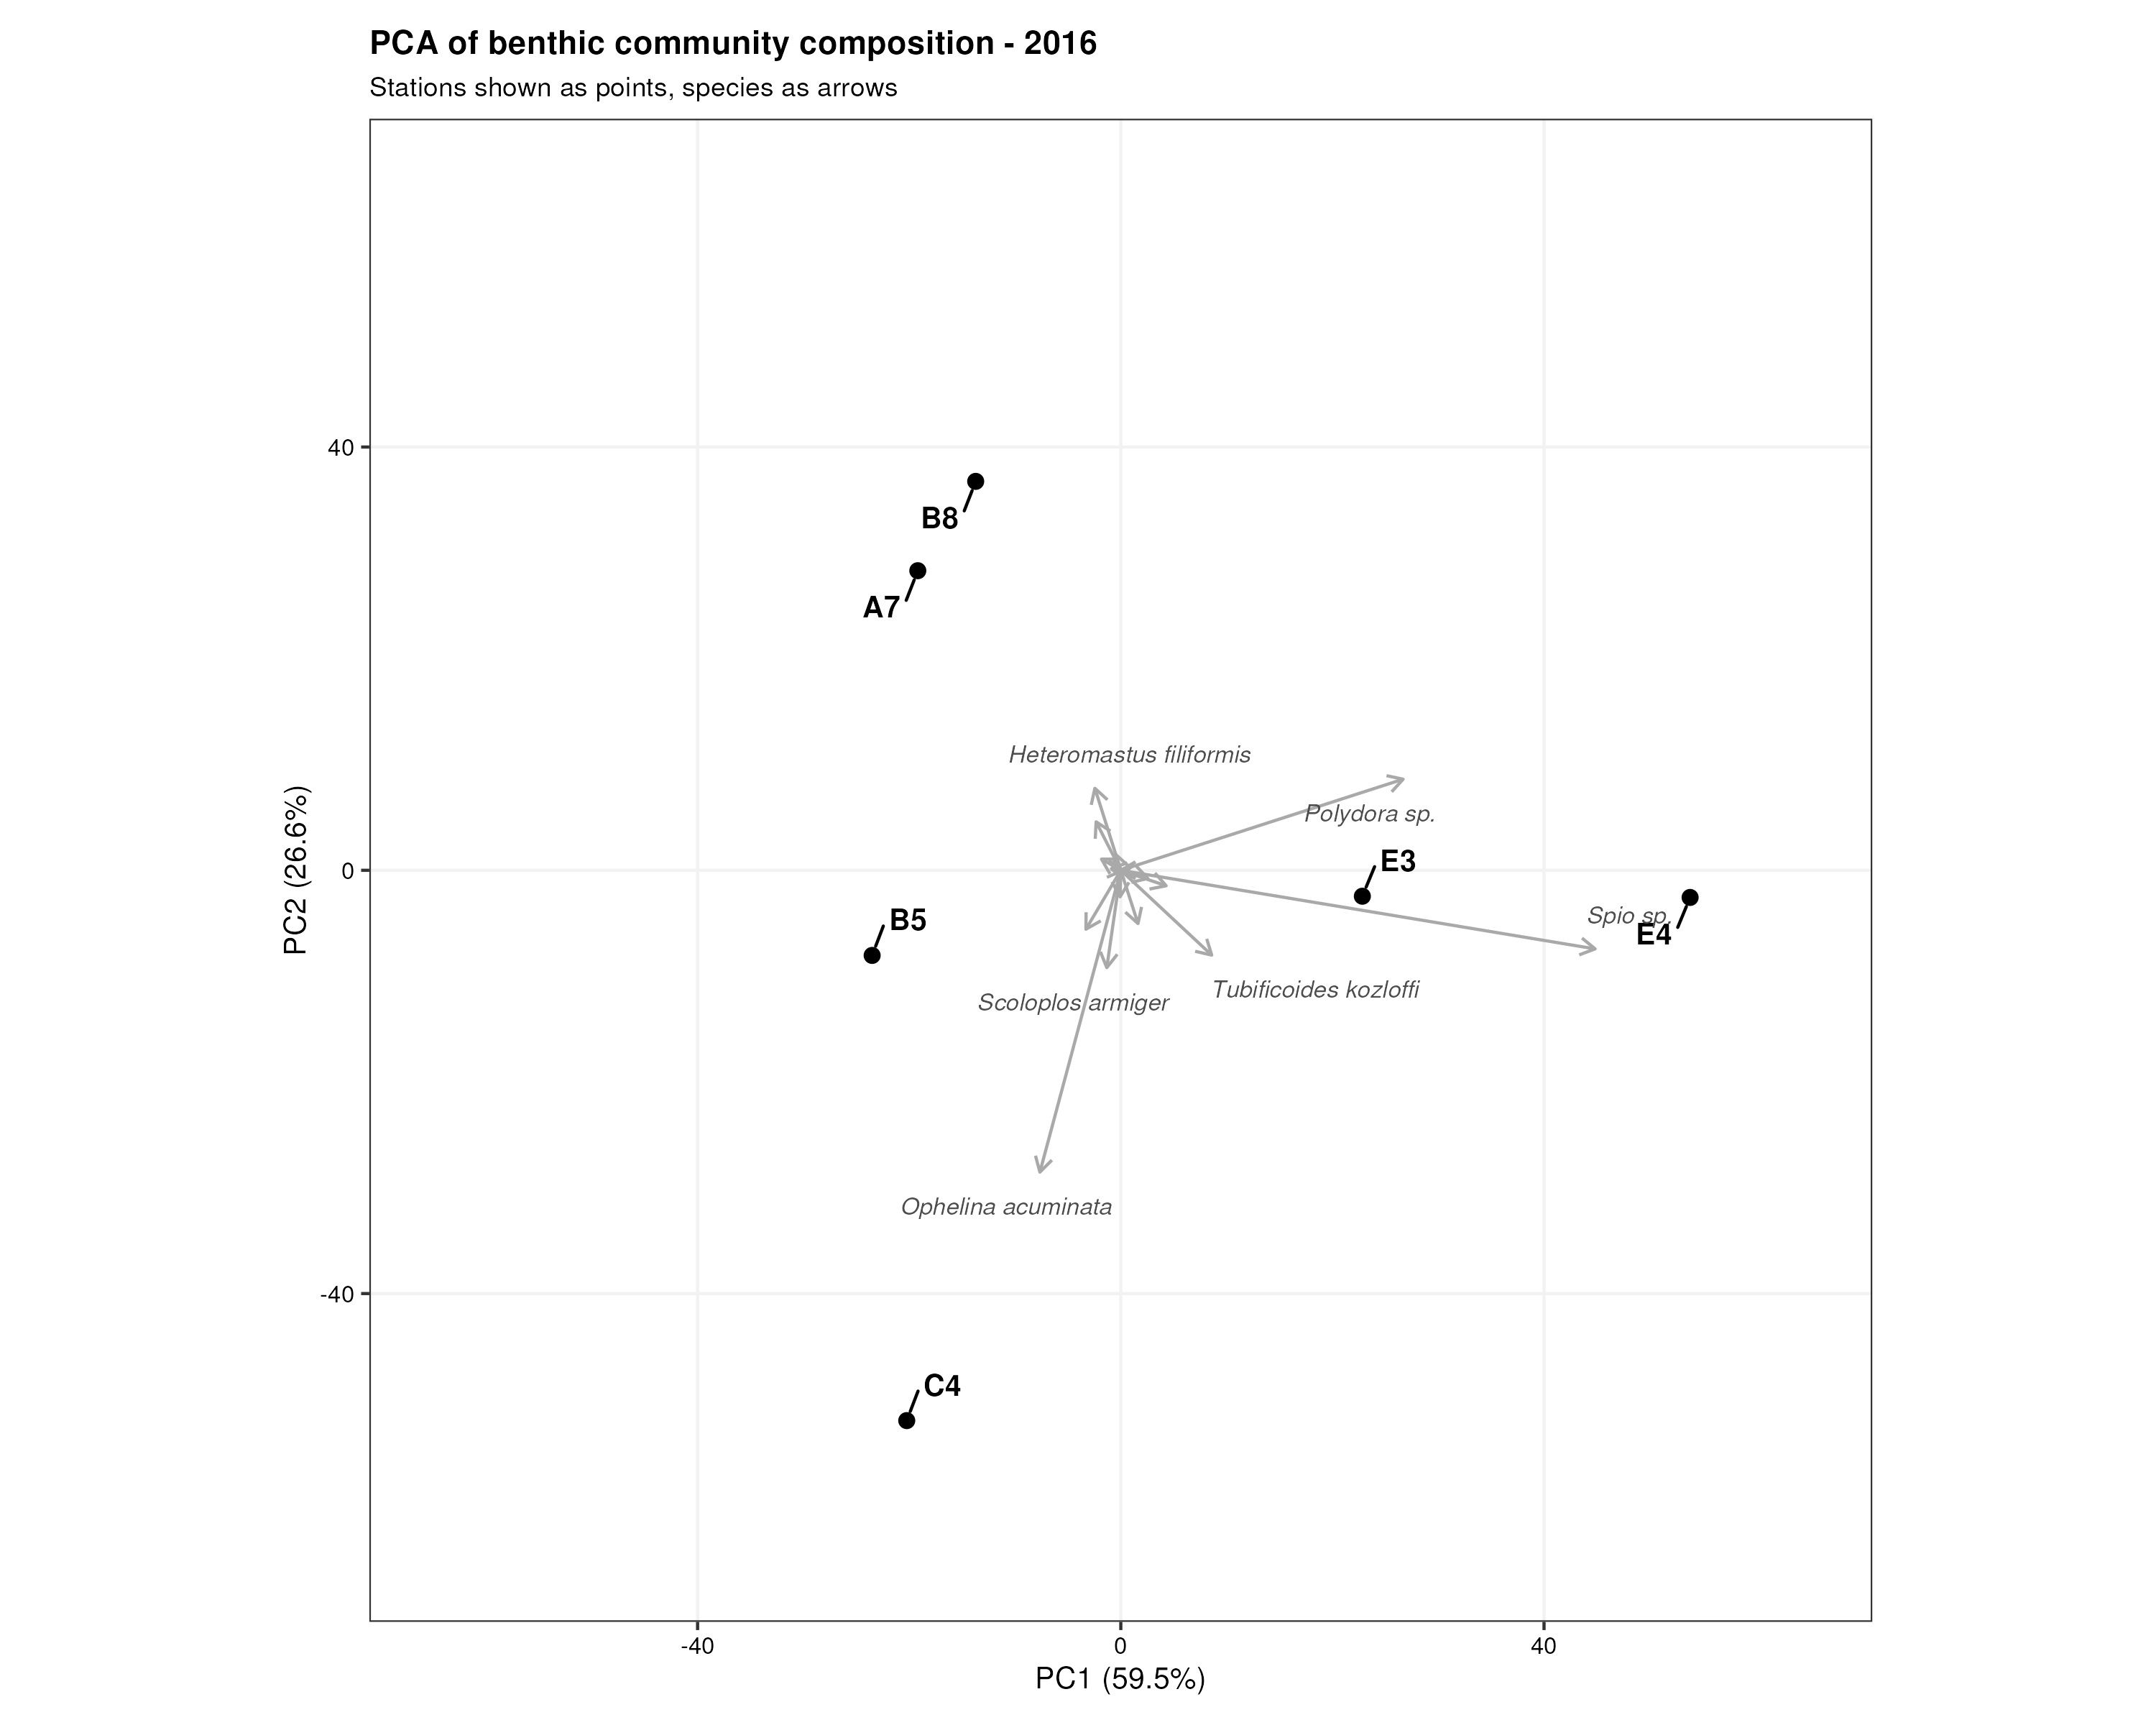 PCA of benthic community composition - 2016
Stations shown as points, species as arrows
40
B8
A7
Heteromastus filiformis
Polydora sp.
E3
0
B5
Spio sp.
E4
Tubificoides kozloffi
Scoloplos armiger
Ophelina acuminata
-40
C4
-40
0
40
PC1 (59.5%)
PC2 (26.6%)